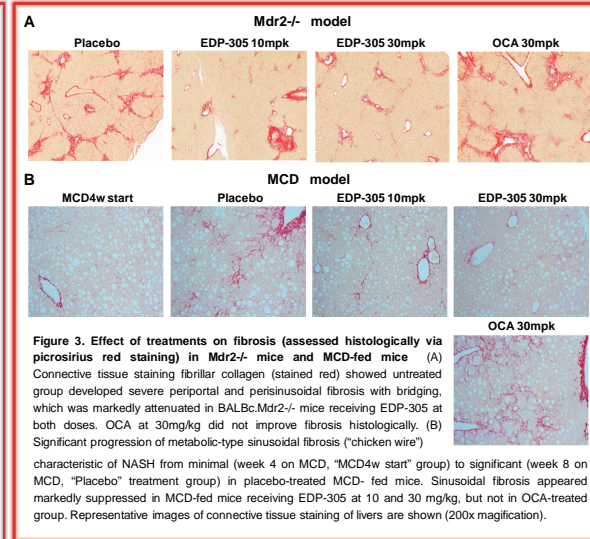 A
Mdr2-/- model
Placebo
EDP-305 10mpk
EDP-305 30mpk
OCA 30mpk
B
MCD model
MCD4w start
Placebo
EDP-305 10mpk
EDP-305 30mpk
OCA 30mpk
Figure 3. Effect of treatments on fibrosis (assessed histologically via
picrosirius red staining) in Mdr2-/- mice and MCD-fed mice (A)
Connective tissue staining fibrillar collagen (stained red) showed untreated
group developed severe periportal and perisinusoidal fibrosis with bridging,
which was markedly attenuated in BALBc.Mdr2-/- mice receiving EDP-305 at
both doses. OCA at 30mg/kg did not improve fibrosis histologically. (B)
Significant progression of metabolic-type sinusoidal fibrosis (“chicken wire”)
characteristic of NASH from minimal (week 4 on MCD, “MCD4w start” group) to significant (week 8 on
MCD, “Placebo” treatment group) in placebo-treated MCD- fed mice. Sinusoidal fibrosis appeared
markedly suppressed in MCD-fed mice receiving EDP-305 at 10 and 30 mg/kg, but not in OCA-treated
group. Representative images of connective tissue staining of livers are shown (200x magification).